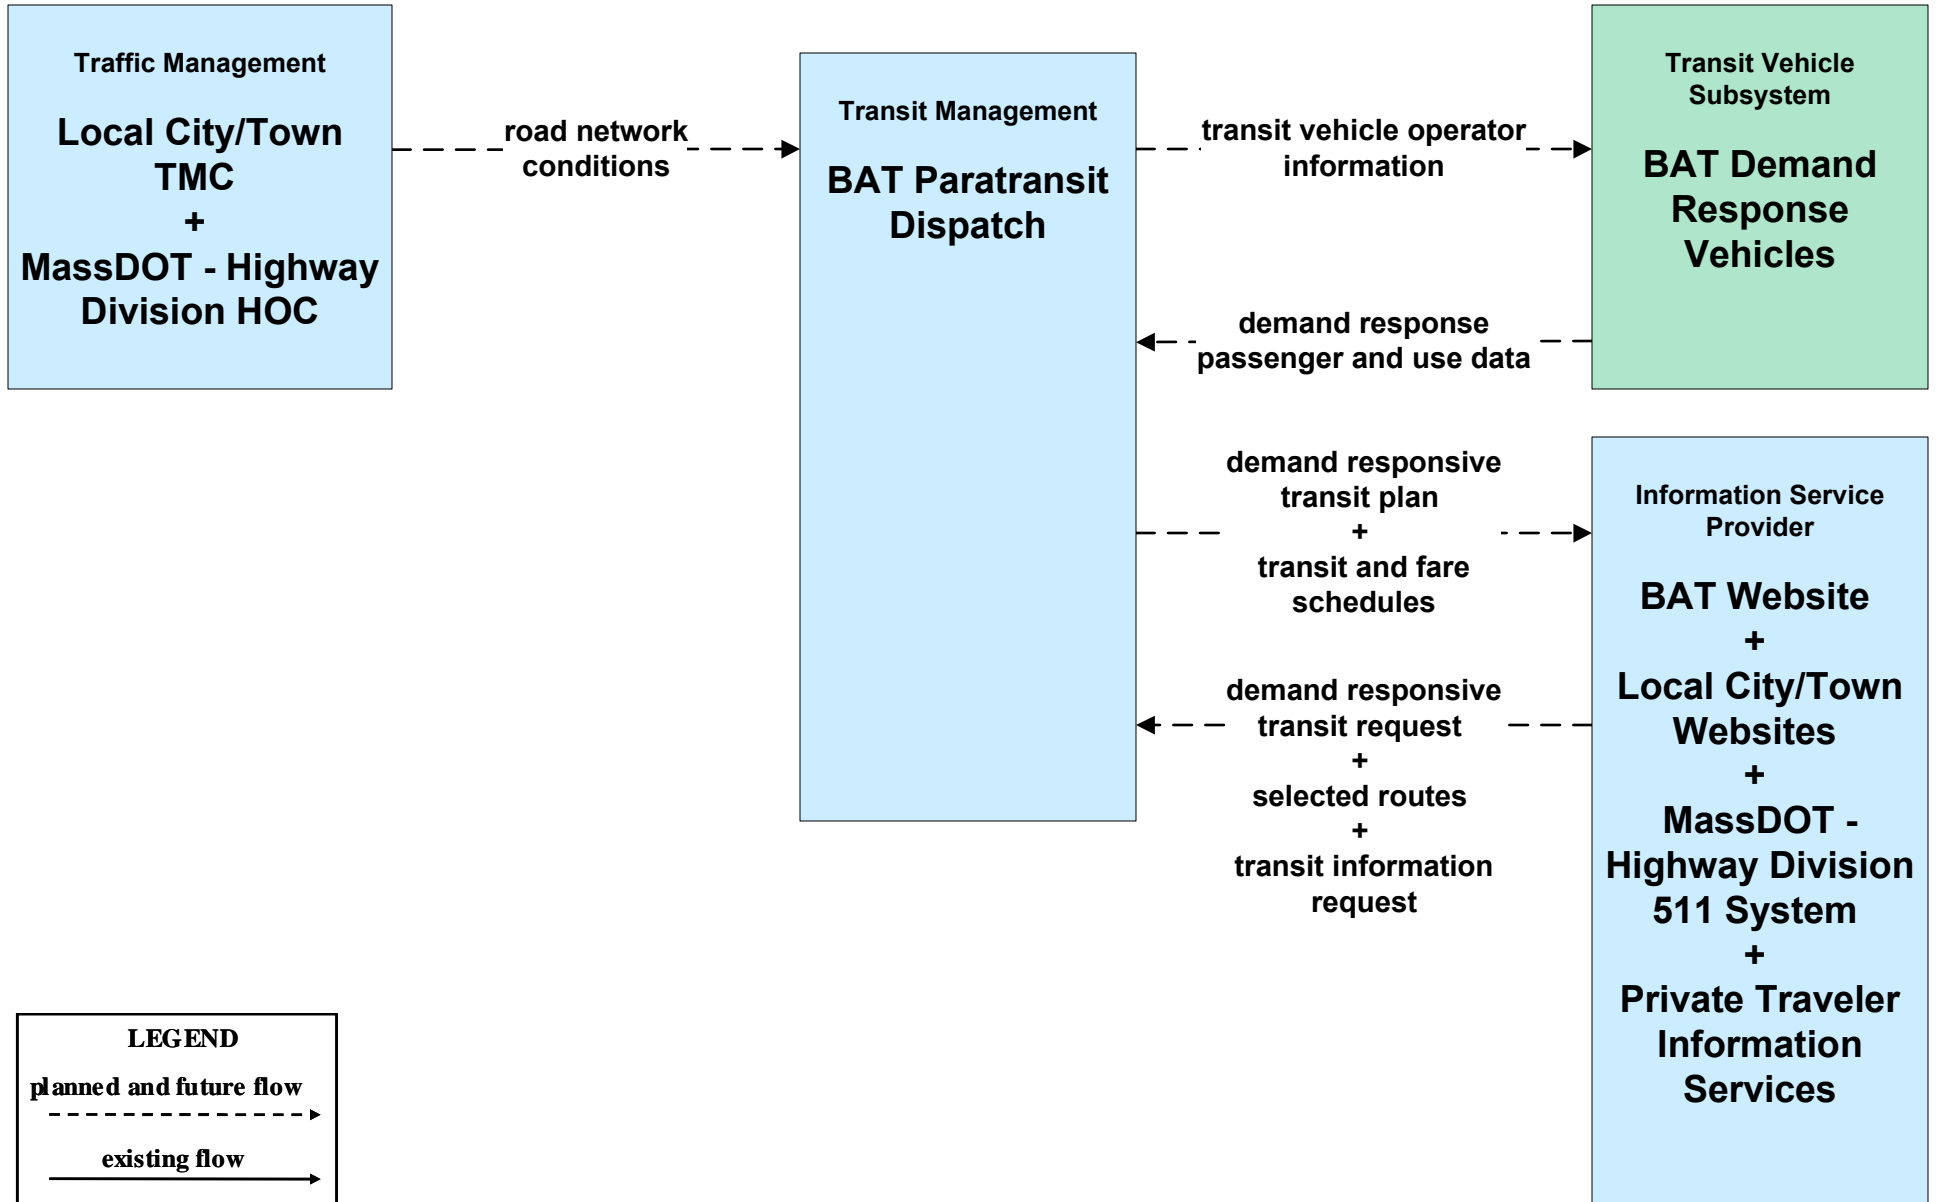 Traffic Management
Local City/Town
TMC
+
MassDOT - Highway
Division HOC
road network
conditions
Transit Management
BAT Paratransit
Dispatch
transit vehicle operator
information
Transit Vehicle
Subsystem
BAT Demand
Response
Vehicles
demand response
passenger and use data
demand responsive
transit plan
+
transit and fare
schedules
demand responsive
transit request
+
selected routes
+
transit information
request
Information Service
Provider
BAT Website
+
Local City/Town
Websites
+
MassDOT -
Highway Division
511 System
+
Private Traveler
Information
Services
LEGEND
planned and future flow
existing flow